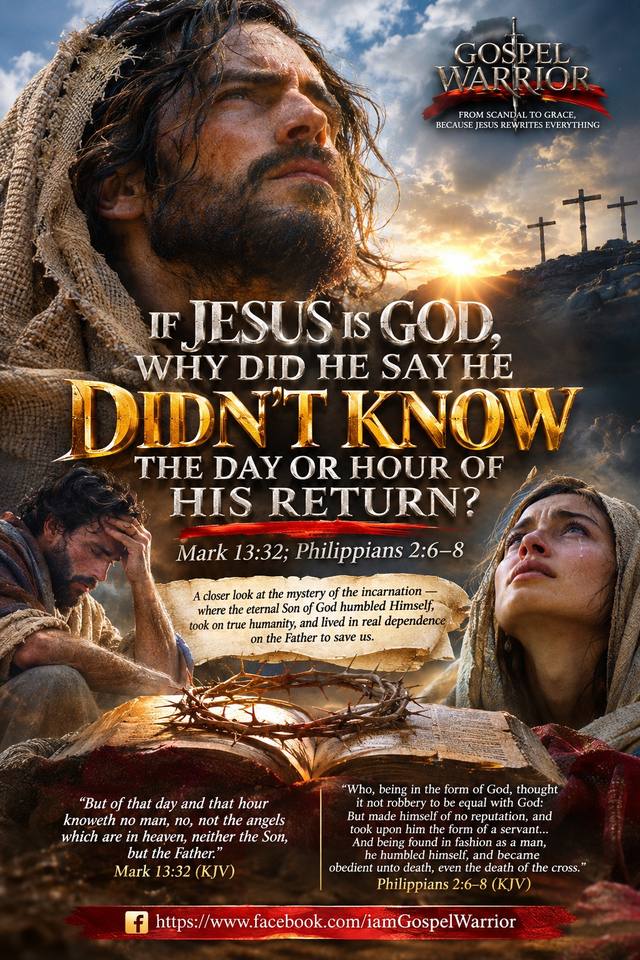 GOSPEL
WARRIOR
FROM SCANDAL TO GRACE,
BECAUSE JESUS REWRITES EVERYTHING
IF JESUS IS GOD,
WHY DID HE SAY HE
DIDN'T KNOW
THE DAY OR HOUR OF
HIS RETURN?
Mark 13:32; Philippians 2:6–8
A closer look at the mystery of the incarnation —
where the eternal Son of God humbled Himself,
took on true humanity, and lived in real dependence
on the Father to save us.
"But of that day and that hour
knoweth no man, no, not the angels
which are in heaven, neither the Son,
but the Father."
Mark 13:32 (KJV)
"Who, being in the form of God, thought
it not robbery to be equal with God:
But made himself of no reputation, and
took upon him the form of a servant...
And being found in fashion as a man,
he humbled himself, and became
obedient unto death, even the death of the cross."
Philippians 2:6–8 (KJV)
f https://www.facebook.com/iamGospelWarrior